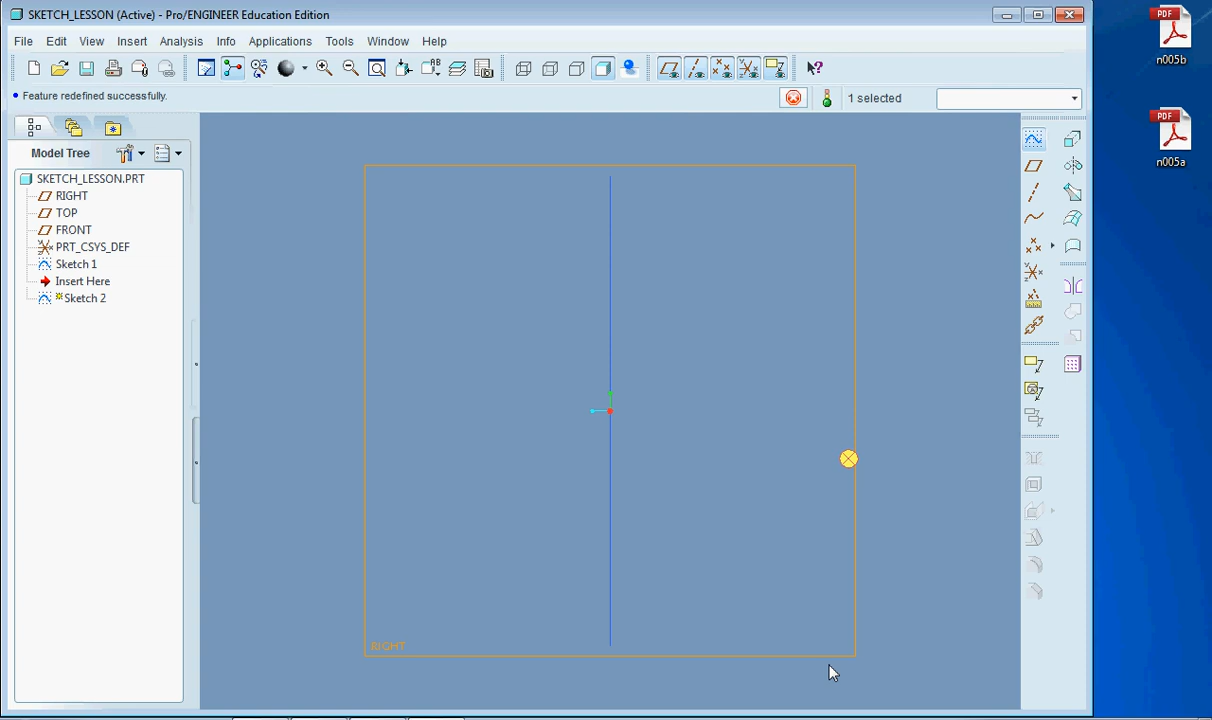 SKETCH_LESSON (Active) - Pro/ENGINEER Education Edition
File Edit View Insert Analysis Info Applications Tools Window Help
Feature redefined successfully.
1 selected
Model Tree
SKETCH_LESSON.PRT
RIGHT
TOP
FRONT
PRT_CSYS_DEF
Sketch 1
Insert Here
Sketch 2
RIGHT
PDF
n005b
PDF
n005a